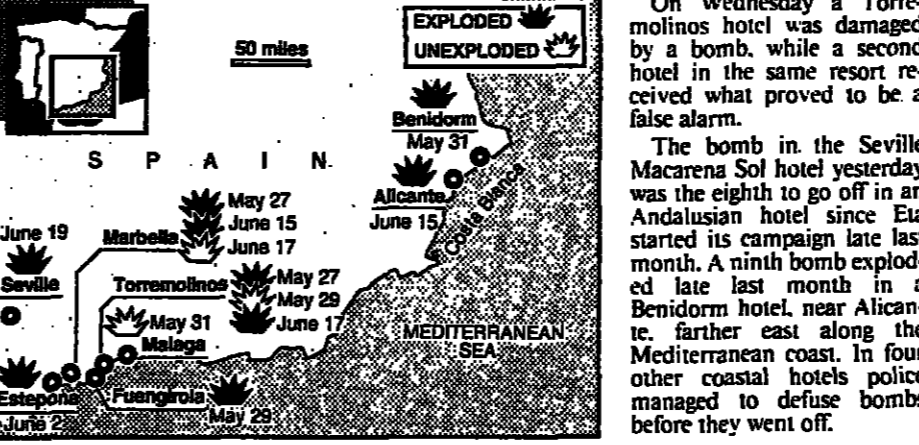 EXPLODED
UNEXPLODED
50 miles
Benidorm
May 31
S P A I N
Alicante
June 15
Costa Blanca
May 27
June 15
June 17
Marbella
June 19
Seville
Torremolinos
May 27
May 29
June 17
May 31
Malaga
MEDITERRANEAN
SEA
Estepona
June 2
Fuengirola
May 29
On Wednesday a Torre-
molinos hotel was damaged
by a bomb, while a second
hotel in the same resort re-
ceived what proved to be a
false alarm.
The bomb in the Seville
Macarena Sol hotel yesterday
was the eighth to go off in an
Andalusian hotel since
started its campaign late last
month. A ninth bomb explod-
ed late last month in a
Benidorm hotel, near Alican-
te, farther east along the
Mediterranean coast. In four
other coastal hotels police
managed to defuse bombs
before they went off.